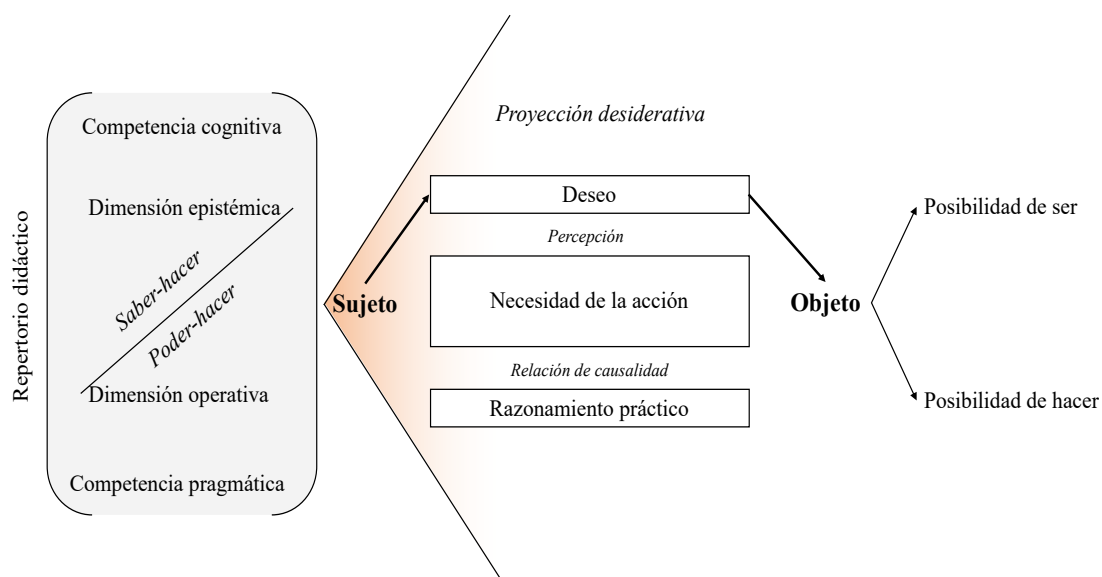 Repertorio didáctico
Competencia cognitiva
Dimensión epistémica
Saber-hacer
Poder-hacer
Dimensión operativa
Competencia pragmática
Sujeto
Proyección desiderativa
Deseo
Percepción
Necesidad de la acción
Relación de causalidad
Razonamiento práctico
Objeto
Posibilidad de ser
Posibilidad de hacer